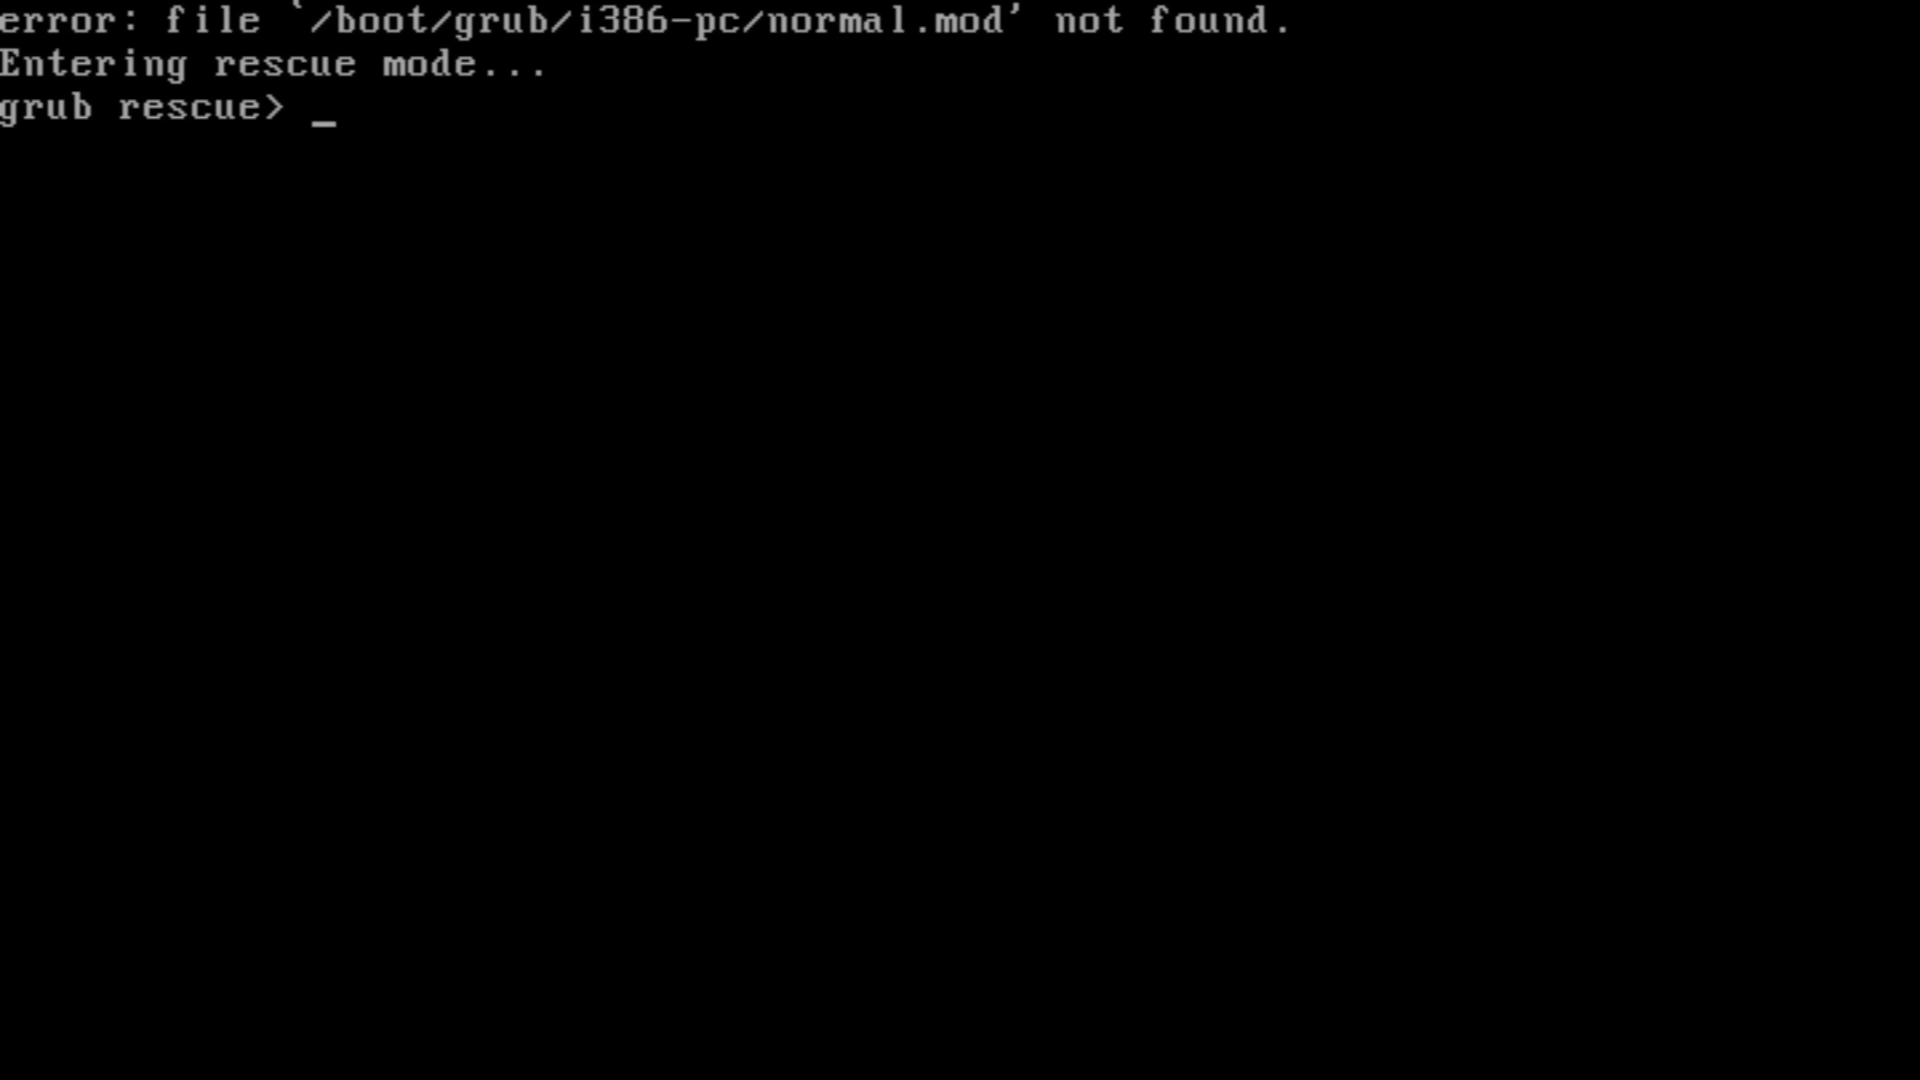 error: file `/boot/grub/i386-pc/normal.mod' not found.
Entering rescue mode...
grub rescue> _